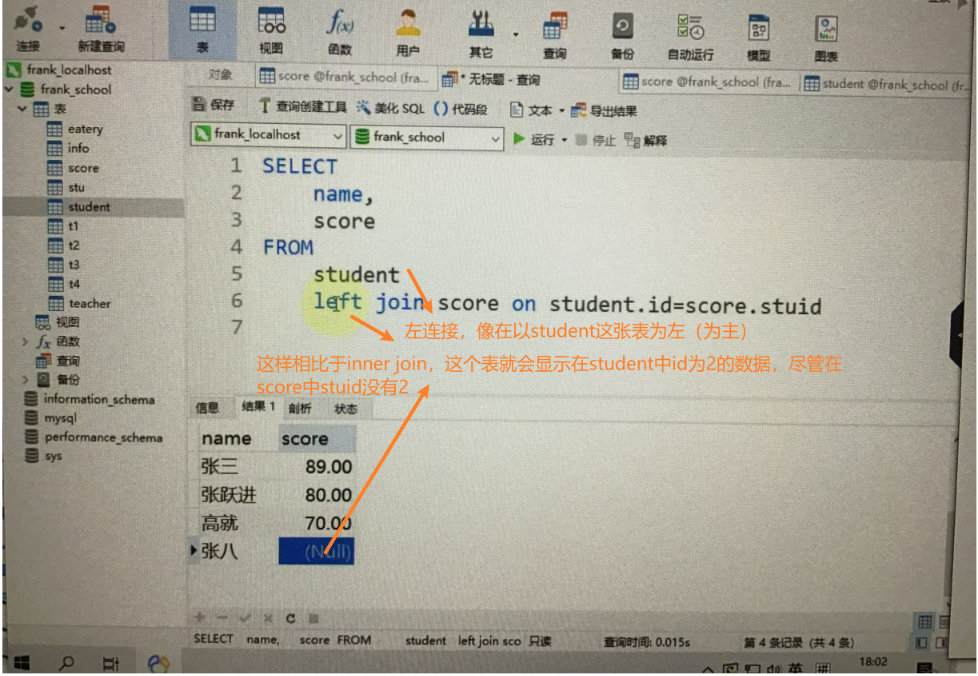 连接
新建查询
表
视图
函数
用户
其它
查询
备份
自动运行
模型
图表
frank_localhost
frank_school
表
eatery
info
score
stu
student
t1
t2
t3
t4
teacher
视图
函数
查询
备份
information_schema
mysql
performance_schema
sys
对象
score @frank_school (fra...
* 无标题 - 查询
score @frank_school (fra...
student @frank_school (fr
保存
查询创建工具
美化 SQL
() 代码段
文本
导出结果
frank_localhost
frank_school
运行
停止
解释
1 SELECT
2 name,
3 score
4 FROM
5 student
6 left join score on student.id=score.stuid
7
左连接，像在以student这张表为左（为主）
这样相比于inner join，这个表就会显示在student中id为2的数据，尽管在
score中stuid没有2
信息
结果 1
剖析
状态
name score
张三 89.00
张跃进 80.00
高就 70.00
张八 (Null)
SELECT name, score FROM student left join sco 只读
查询时间: 0.015s
第 4 条记录 (共 4 条)
英
18:02